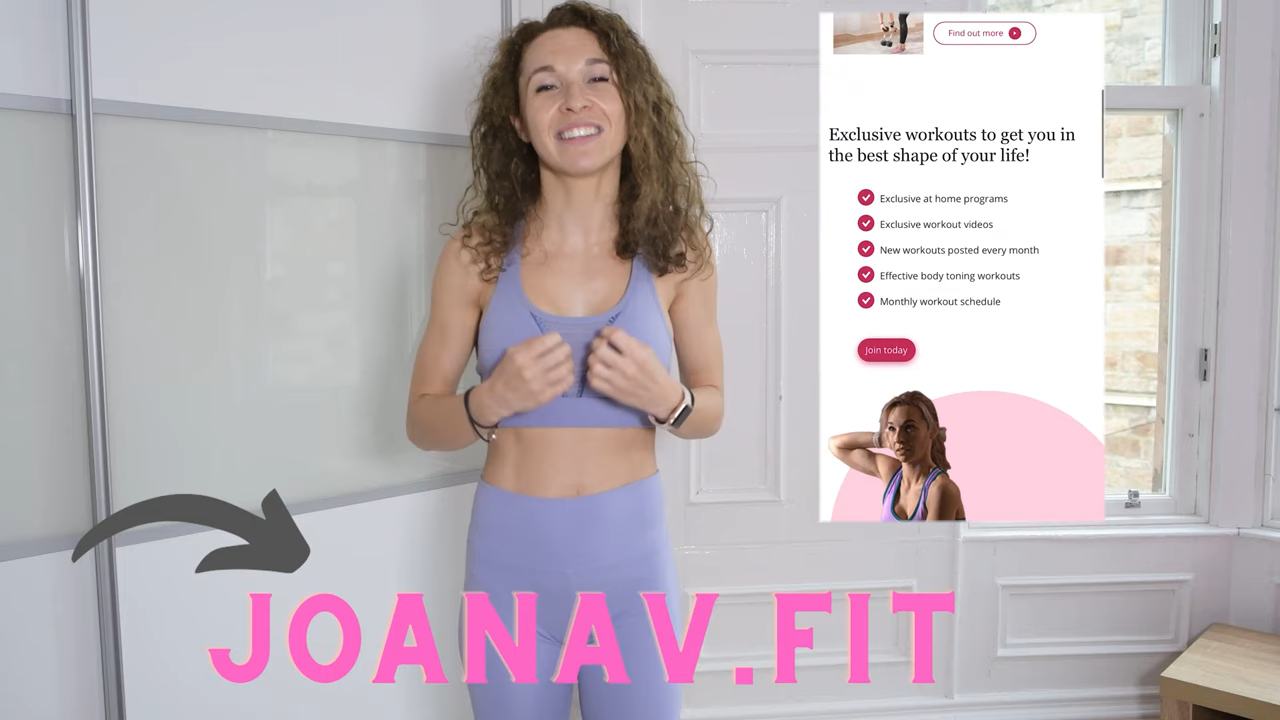 Find out more
Exclusive workouts to get you in
the best shape of your life!
Exclusive at home programs
Exclusive workout videos
New workouts posted every month
Effective body toning workouts
Monthly workout schedule
Join today
JOANAV.FIT